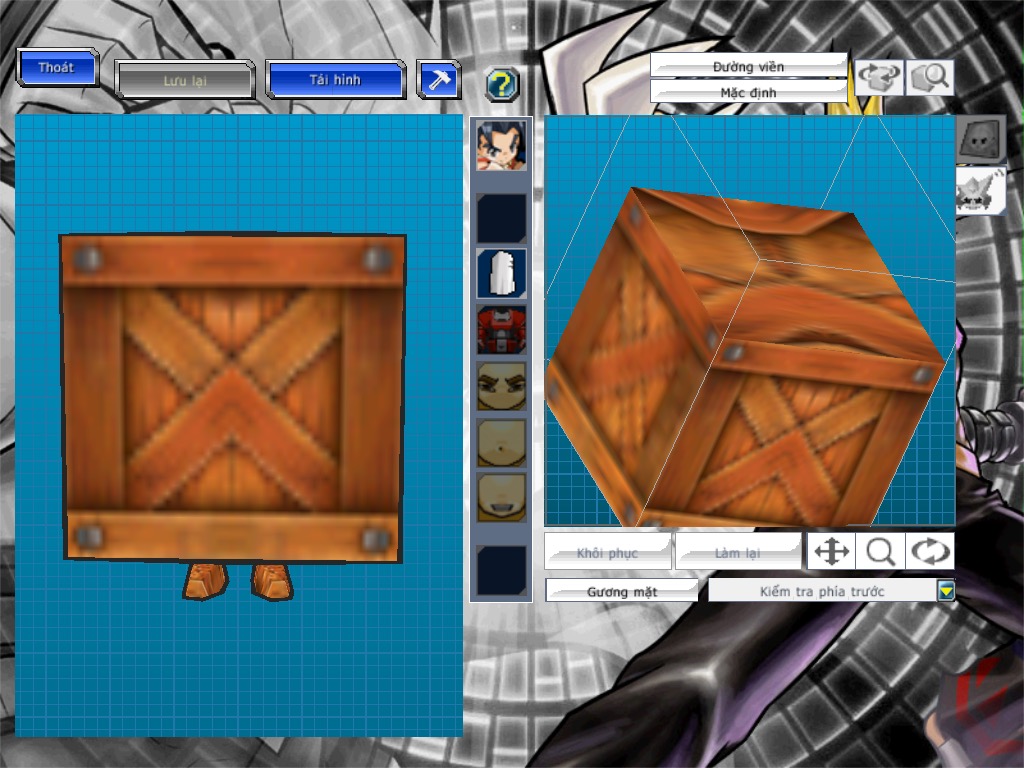 Thoát
Lưu lại
Tải hình
?
Đường viền
Mặc định
Khôi phục
Làm lại
Gương mặt
Kiểm tra phía trước